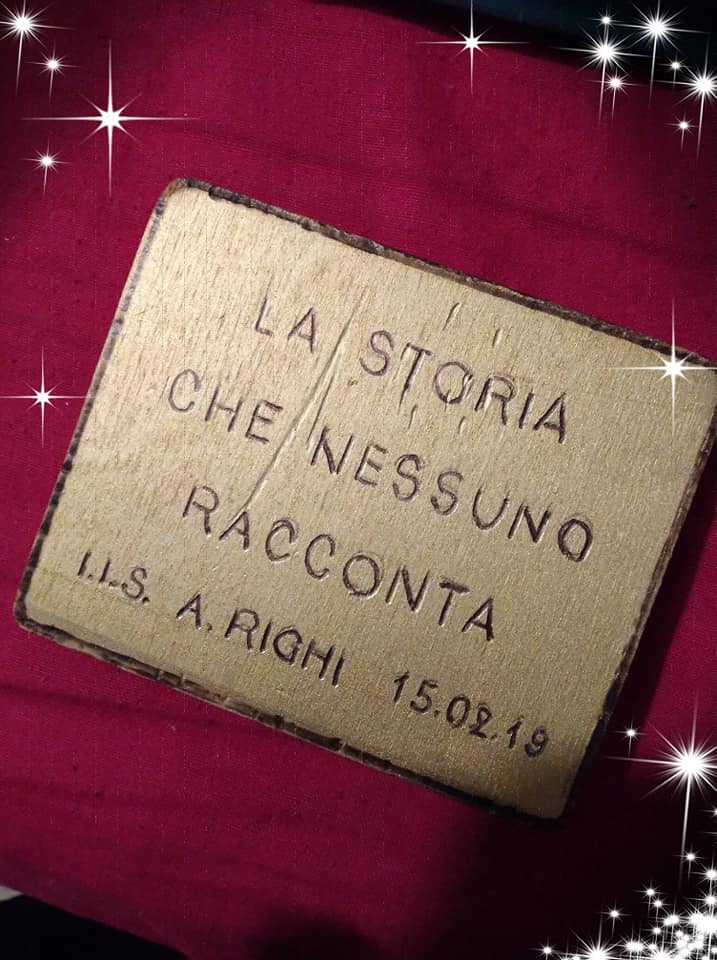 LA STORIA
CHE NESSUNO
RACCONTA
I.I.S. A. RIGHI 15.02.19